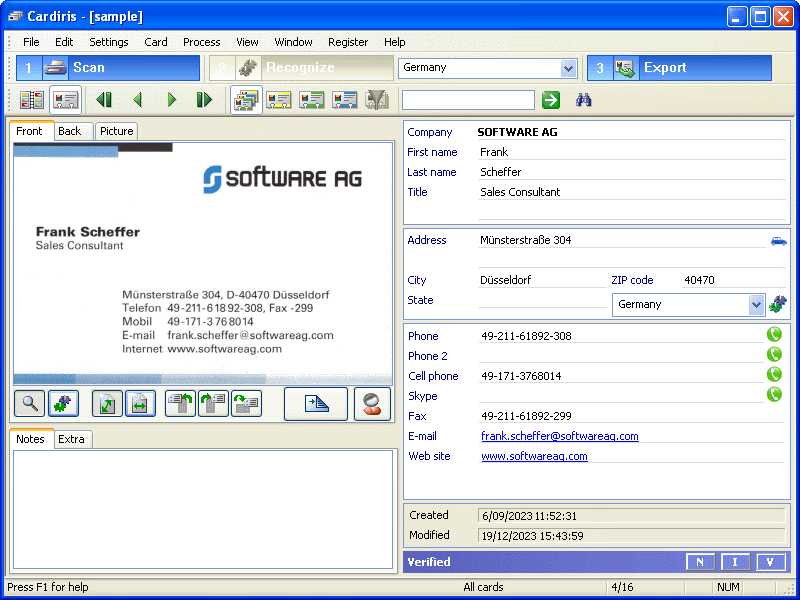 Cardiris - [sample]
File Edit Settings Card Process View Window Register Help
1 Scan 2 Recognize Germany 3 Export
Front Back Picture
SOFTWARE AG
Frank Scheffer
Sales Consultant
Münsterstraße 304, D-40470 Düsseldorf
Telefon 49-211-61892-308, Fax -299
Mobil 49-171-3768014
E-mail frank.scheffer@softwareag.com
Internet www.softwareag.com
Notes Extra
Company SOFTWARE AG
First name Frank
Last name Scheffer
Title Sales Consultant
Address Münsterstraße 304
City Düsseldorf ZIP code 40470
State Germany
Phone 49-211-61892-308
Phone 2
Cell phone 49-171-3768014
Skype
Fax 49-211-61892-299
E-mail frank.scheffer@softwareag.com
Web site www.softwareag.com
Created 6/09/2023 11:52:31
Modified 19/12/2023 15:43:59
Verified N I V
Press F1 for help All cards 4/16 NUM